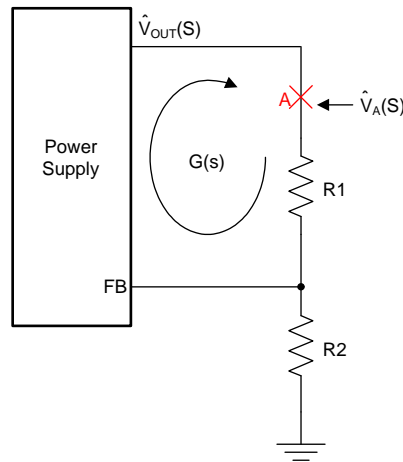 V̂OUT(S)
A
V̂A(S)
Power
Supply
G(s)
R1
FB
R2